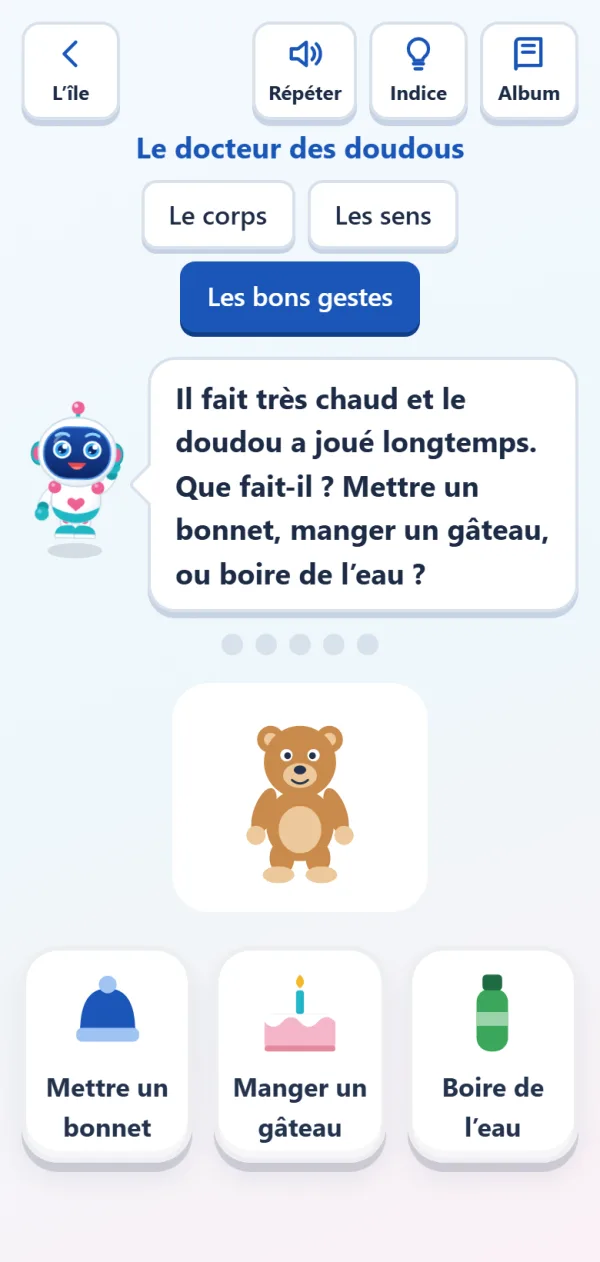 L’île
Répéter
Indice
Album
Le docteur des doudous
Le corps
Les sens
Les bons gestes
Il fait très chaud et le
doudou a joué longtemps.
Que fait-il ? Mettre un
bonnet, manger un gâteau,
ou boire de l’eau ?
Mettre un
bonnet
Manger un
gâteau
Boire de
l’eau